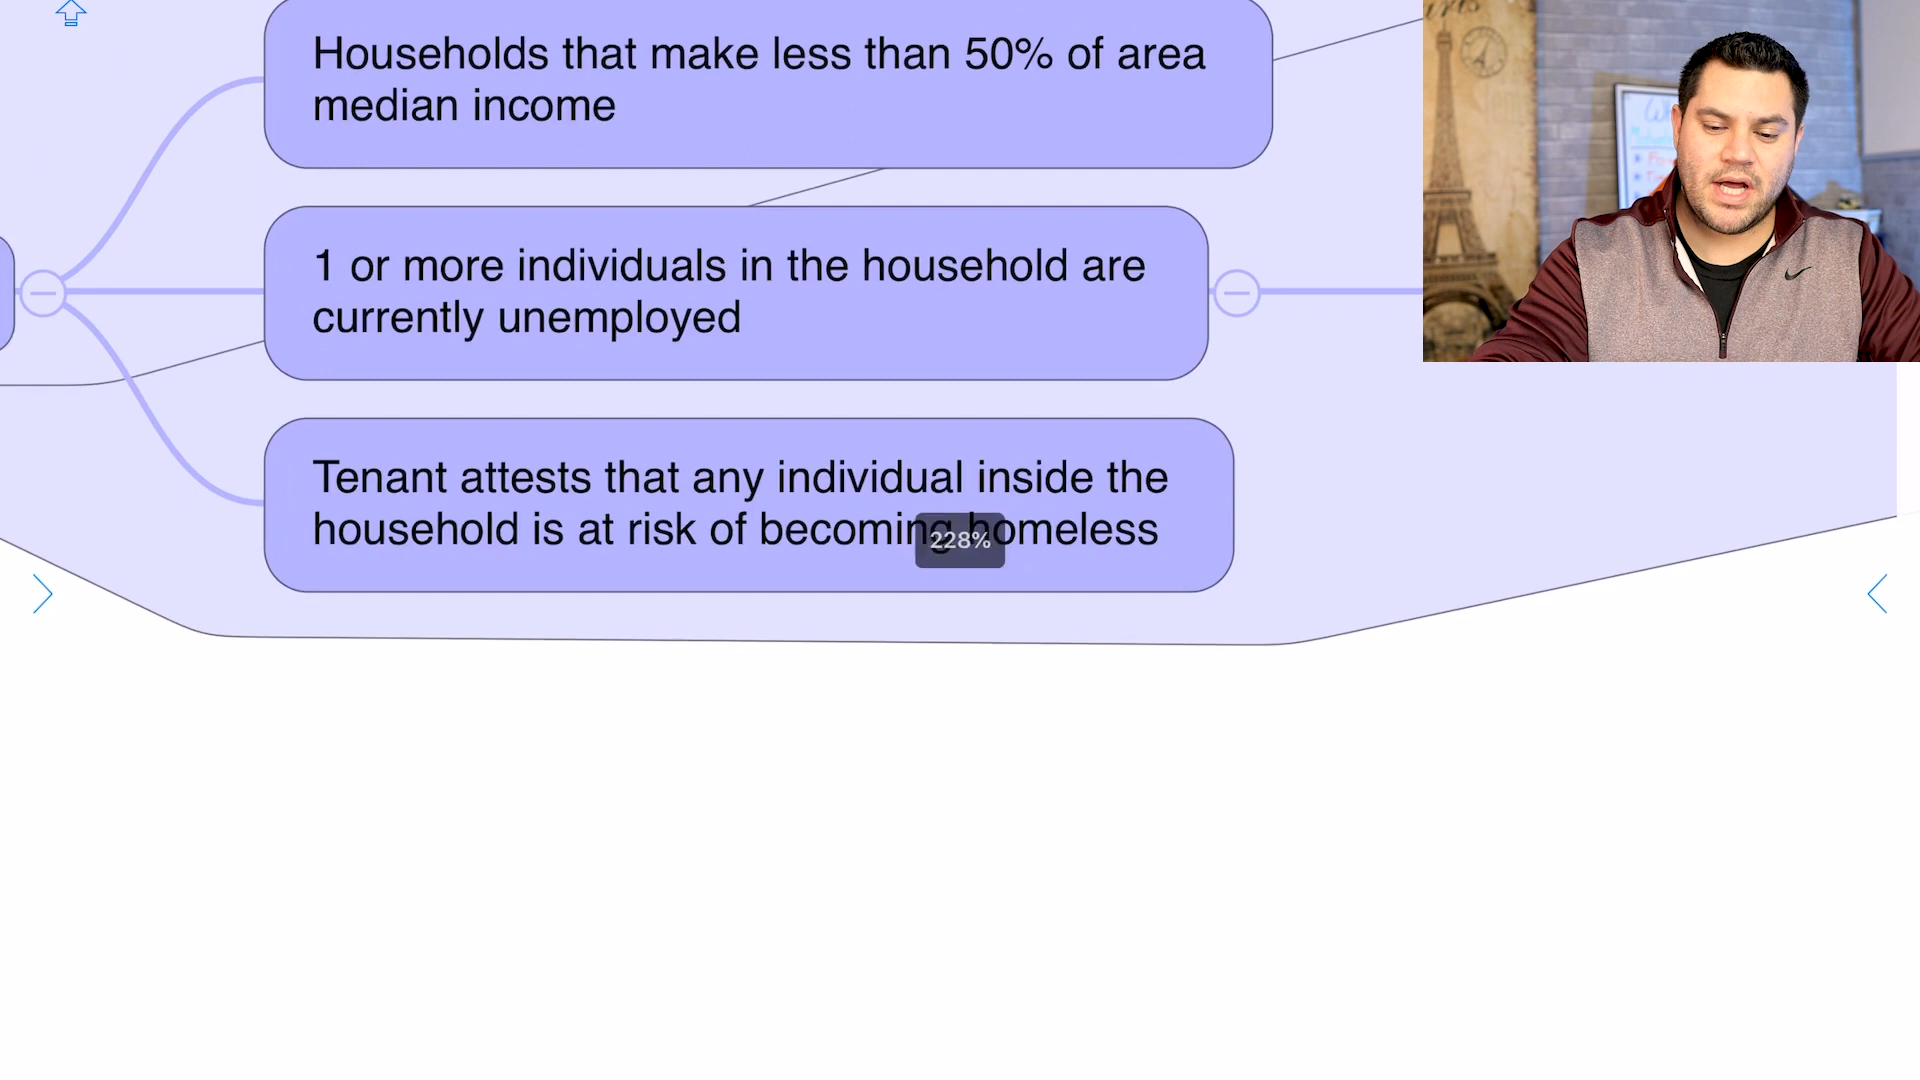 Households that make less than 50% of area
median income
1 or more individuals in the household are
currently unemployed
Tenant attests that any individual inside the
household is at risk of becoming homeless
228%